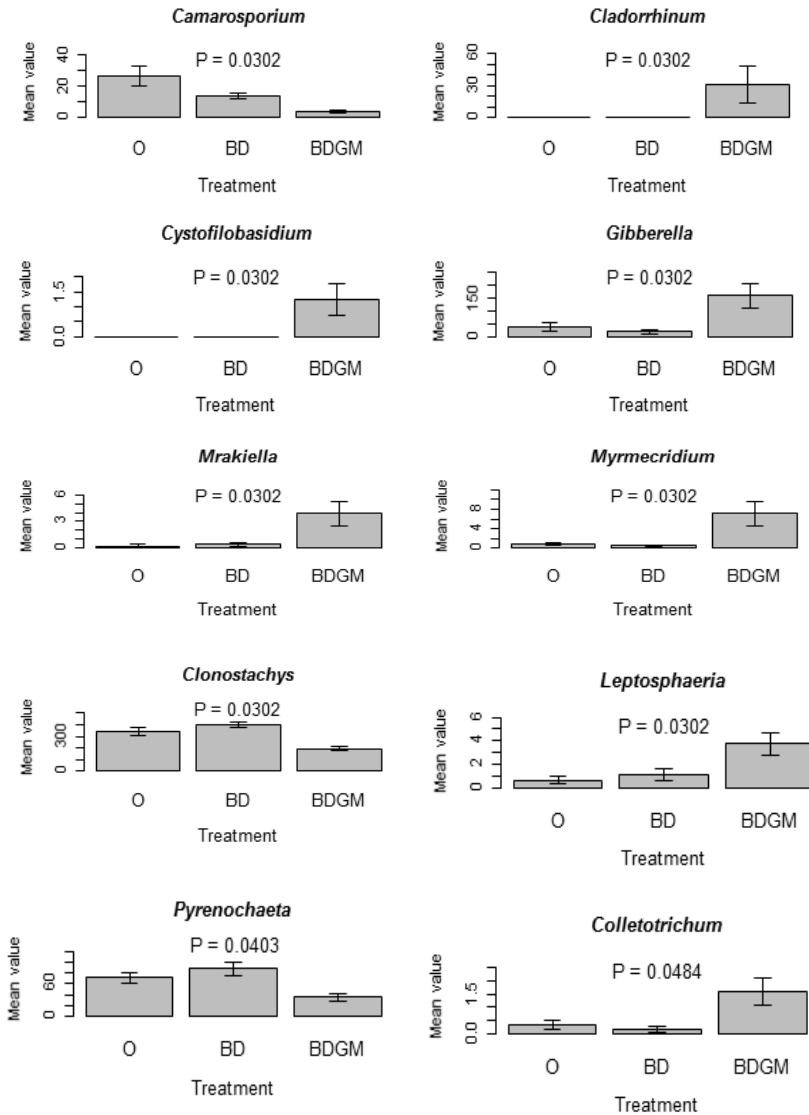 Camarosporium
P = 0.0302
Mean value
0 20 40
O BD BDGM
Treatment
Cladorrhinum
P = 0.0302
Mean value
0 30 60
O BD BDGM
Treatment
Cystofilobasidium
P = 0.0302
Mean value
0.0 1.5
O BD BDGM
Treatment
Gibberella
P = 0.0302
Mean value
0 150
O BD BDGM
Treatment
Mrakiella
P = 0.0302
Mean value
0 3 6
O BD BDGM
Treatment
Myrmecridium
P = 0.0302
Mean value
0 4 8
O BD BDGM
Treatment
Clonostachys
P = 0.0302
Mean value
0 300
O BD BDGM
Treatment
Leptosphaeria
P = 0.0302
Mean value
0 2 4 6
O BD BDGM
Treatment
Pyrenochaeta
P = 0.0403
Mean value
0 60
O BD BDGM
Treatment
Colletotrichum
P = 0.0484
Mean value
0.0 1.5
O BD BDGM
Treatment